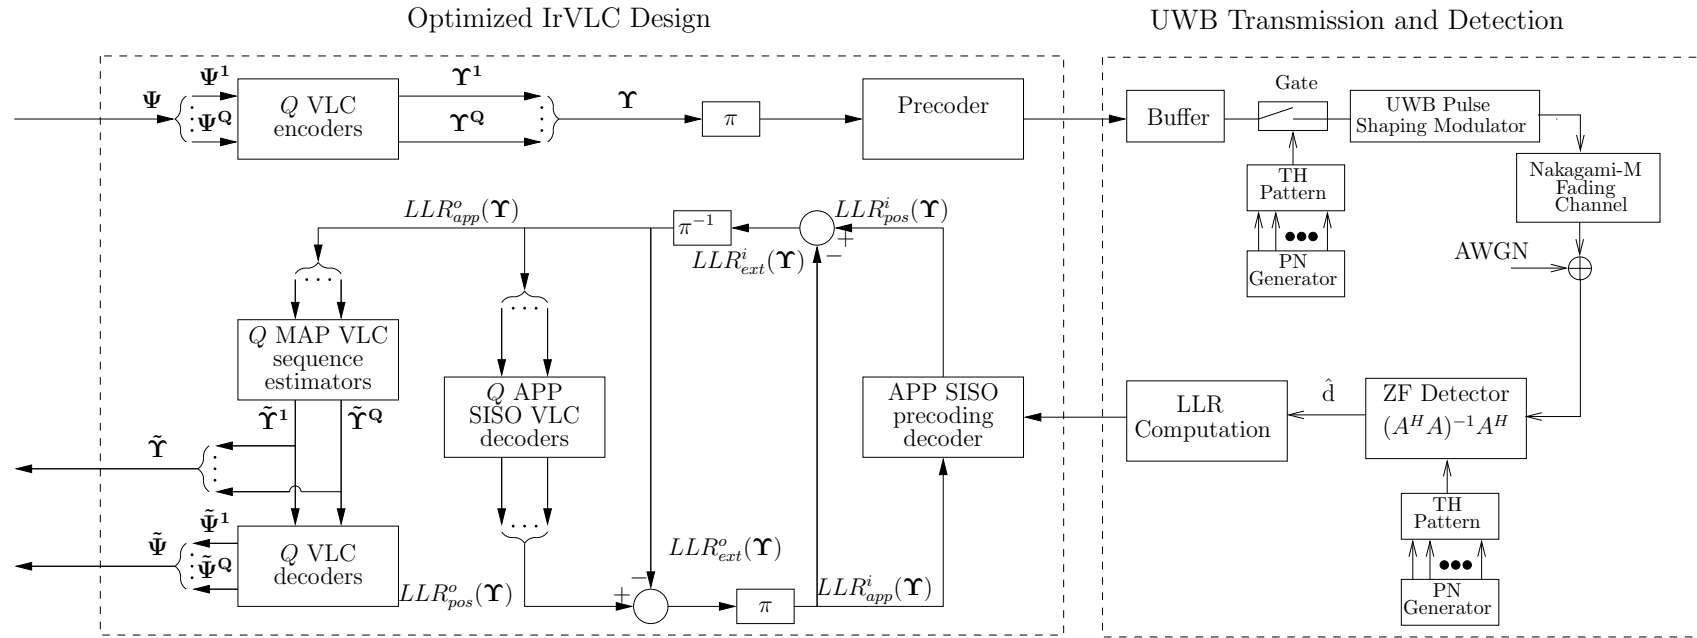 Optimized IrVLC Design
UWB Transmission and Detection
Ψ
Ψ¹
⋮
Ψ^Q
Q VLC
encoders
ϒ¹
ϒ^Q
⋮
ϒ
π
Precoder
Buffer
Gate
UWB Pulse
Shaping Modulator
TH
Pattern
PN
Generator
Nakagami-M
Fading
Channel
AWGN
LLR^o_app(ϒ)
π⁻¹
LLR^i_pos(ϒ)
+
−
LLR^i_ext(ϒ)
...
...
Q MAP VLC
sequence
estimators
Q APP
SISO VLC
decoders
APP SISO
precoding
decoder
LLR
Computation
d̂
ZF Detector
(A^H A)⁻¹A^H
ϒ̃¹
ϒ̃^Q
ϒ̃
⋮
TH
Pattern
PN
Generator
...
Ψ̃
Ψ̃¹
⋮
Ψ̃^Q
Q VLC
decoders
LLR^o_pos(ϒ)
+
−
LLR^o_ext(ϒ)
π
LLR^i_app(ϒ)